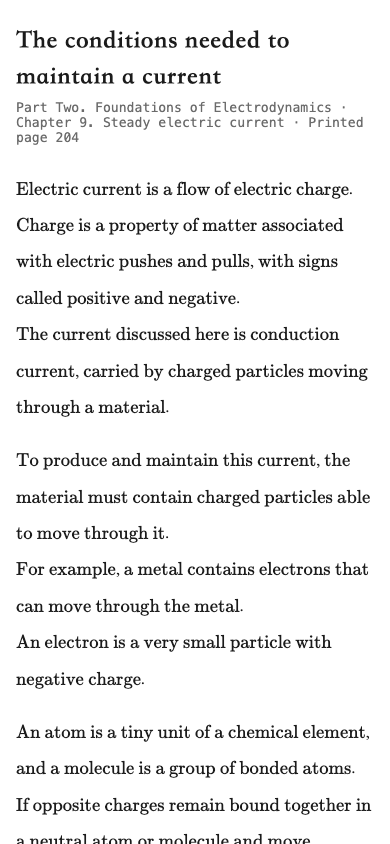 The conditions needed to
maintain a current
Part Two. Foundations of Electrodynamics ·
Chapter 9. Steady electric current · Printed
page 204
Electric current is a flow of electric charge.
Charge is a property of matter associated
with electric pushes and pulls, with signs
called positive and negative.
The current discussed here is conduction
current, carried by charged particles moving
through a material.
To produce and maintain this current, the
material must contain charged particles able
to move through it.
For example, a metal contains electrons that
can move through the metal.
An electron is a very small particle with
negative charge.
An atom is a tiny unit of a chemical element,
and a molecule is a group of bonded atoms.
If opposite charges remain bound together in
a neutral atom or molecule and move